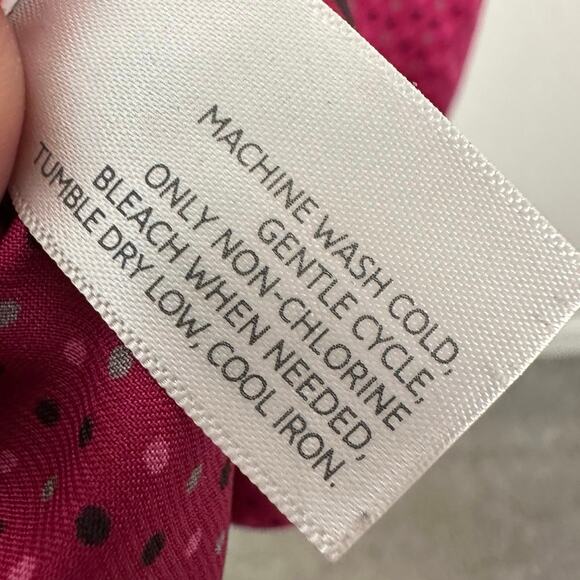 MACHINE WASH COLD,
GENTLE CYCLE,
ONLY NON-CHLORINE
BLEACH WHEN NEEDED,
TUMBLE DRY LOW, COOL IRON.